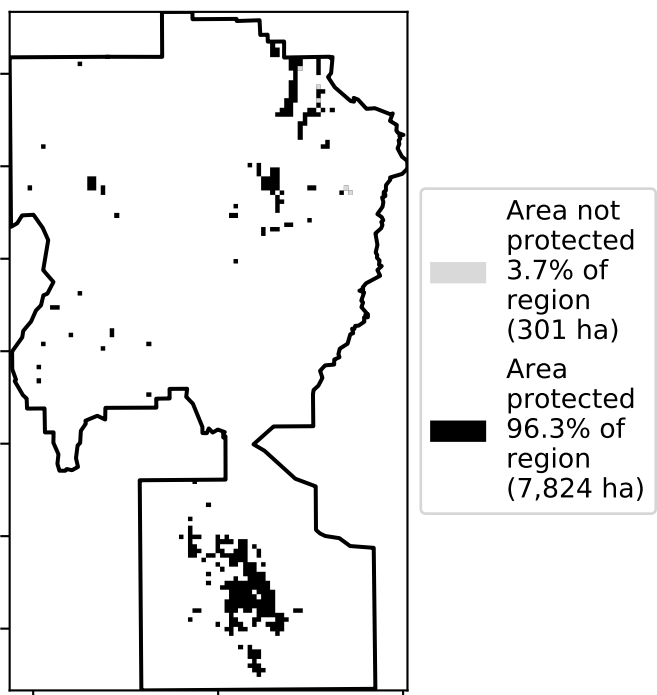 Area not
protected
3.7% of
region
(301 ha)
Area
protected
96.3% of
region
(7,824 ha)